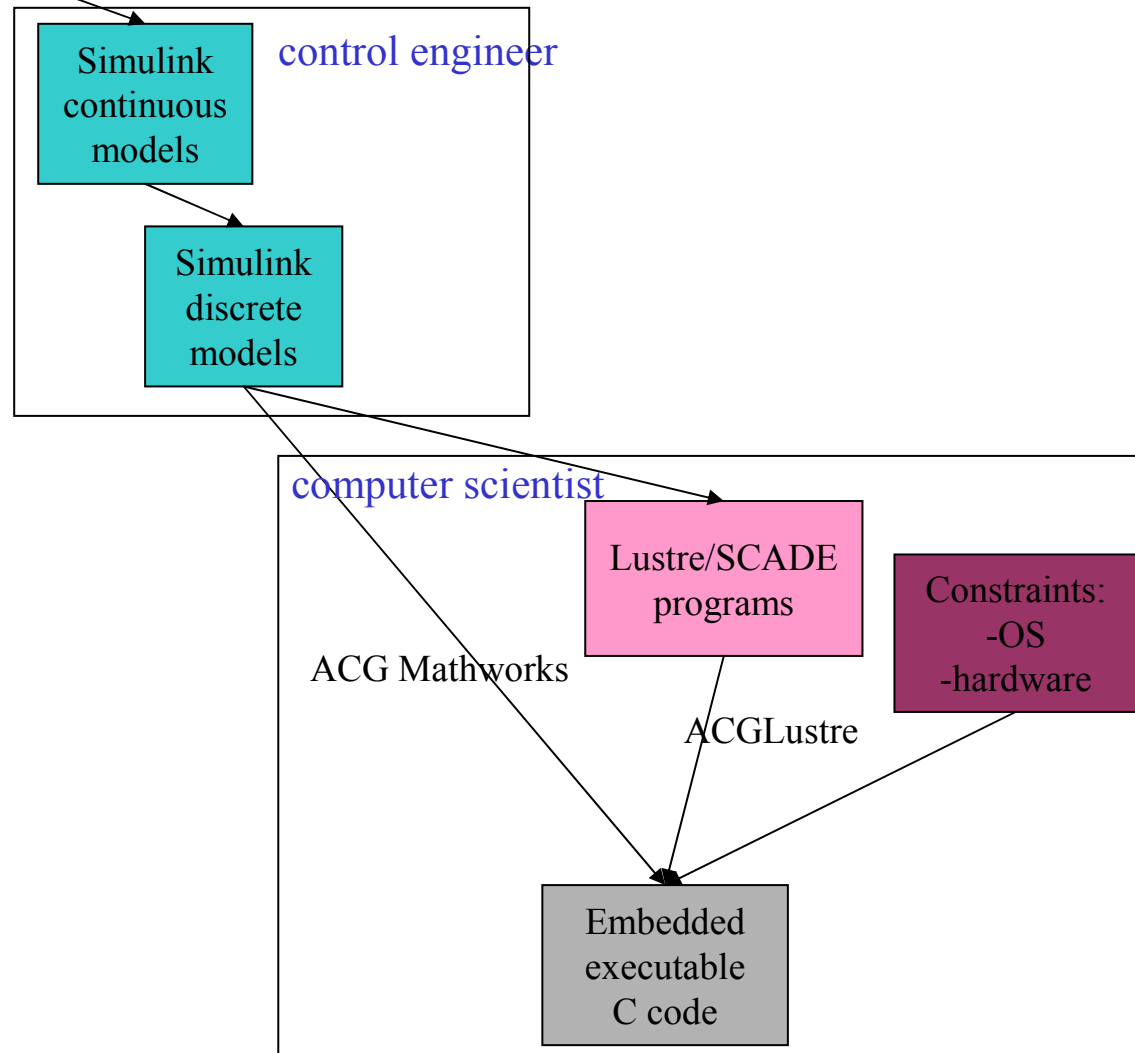 Simulink
continuous
models
control engineer
Simulink
discrete
models
computer scientist
Lustre/SCADE
programs
Constraints:
-OS
-hardware
ACG Mathworks
ACGLustre
Embedded
executable
C code